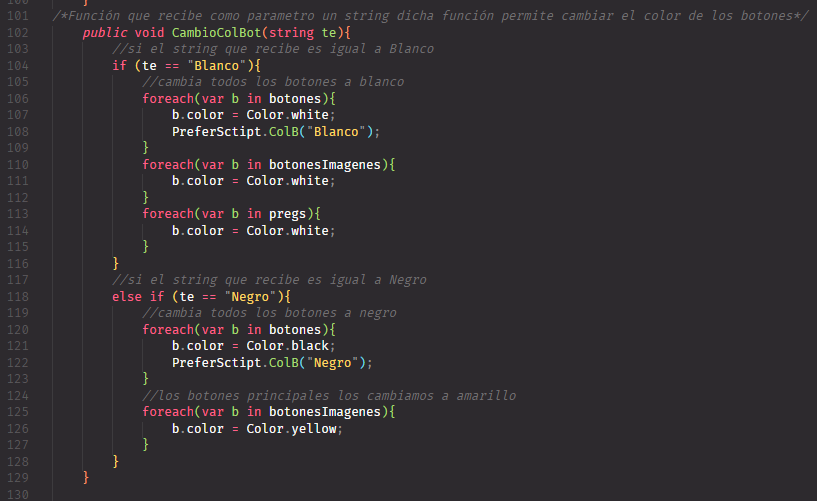 100 }
101 /*Función que recibe como parametro un string dicha función permite cambiar el color de los botones*/
102 public void CambioColBot(string te){
103 //si el string que recibe es igual a Blanco
104 if (te == "Blanco"){
105 //cambia todos los botones a blanco
106 foreach(var b in botones){
107 b.color = Color.white;
108 PreferSctipt.ColB("Blanco");
109 }
110 foreach(var b in botonesImagenes){
111 b.color = Color.white;
112 }
113 foreach(var b in pregs){
114 b.color = Color.white;
115 }
116 }
117 //si el string que recibe es igual a Negro
118 else if (te == "Negro"){
119 //cambia todos los botones a negro
120 foreach(var b in botones){
121 b.color = Color.black;
122 PreferSctipt.ColB("Negro");
123 }
124 //los botones principales los cambiamos a amarillo
125 foreach(var b in botonesImagenes){
126 b.color = Color.yellow;
127 }
128 }
129 }
130